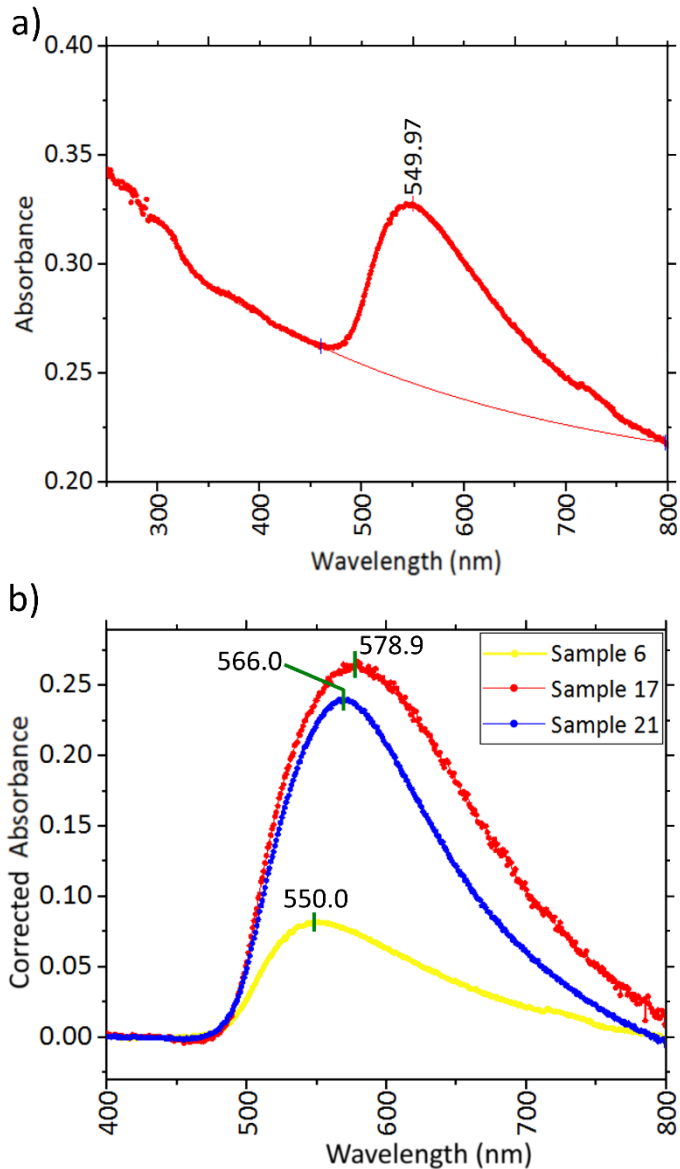 a)
0.40
0.35
0.30
0.25
0.20
Absorbance
549.97
300
400
500
600
700
800
Wavelength (nm)
b)
0.25
0.20
0.15
0.10
0.05
0.00
Corrected Absorbance
566.0
578.9
550.0
Sample 6
Sample 17
Sample 21
400
500
600
700
800
Wavelength (nm)